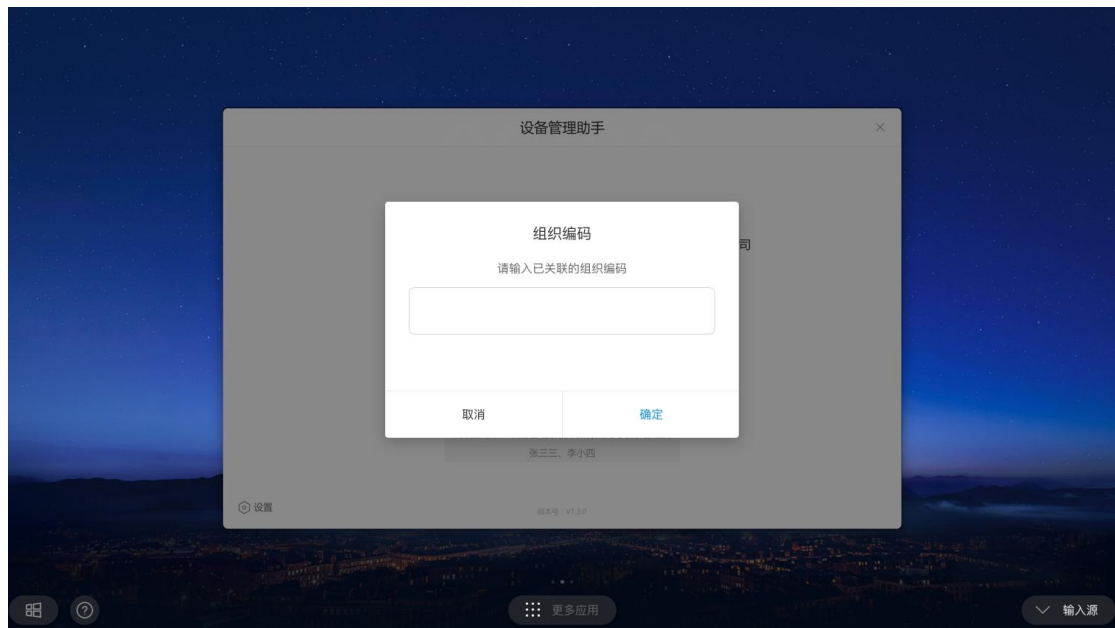 设备管理助手
组织编码
司
请输入已关联的组织编码
取消
确定
张三三、李小四
设置
版本号：V1.3.0
更多应用
输入源